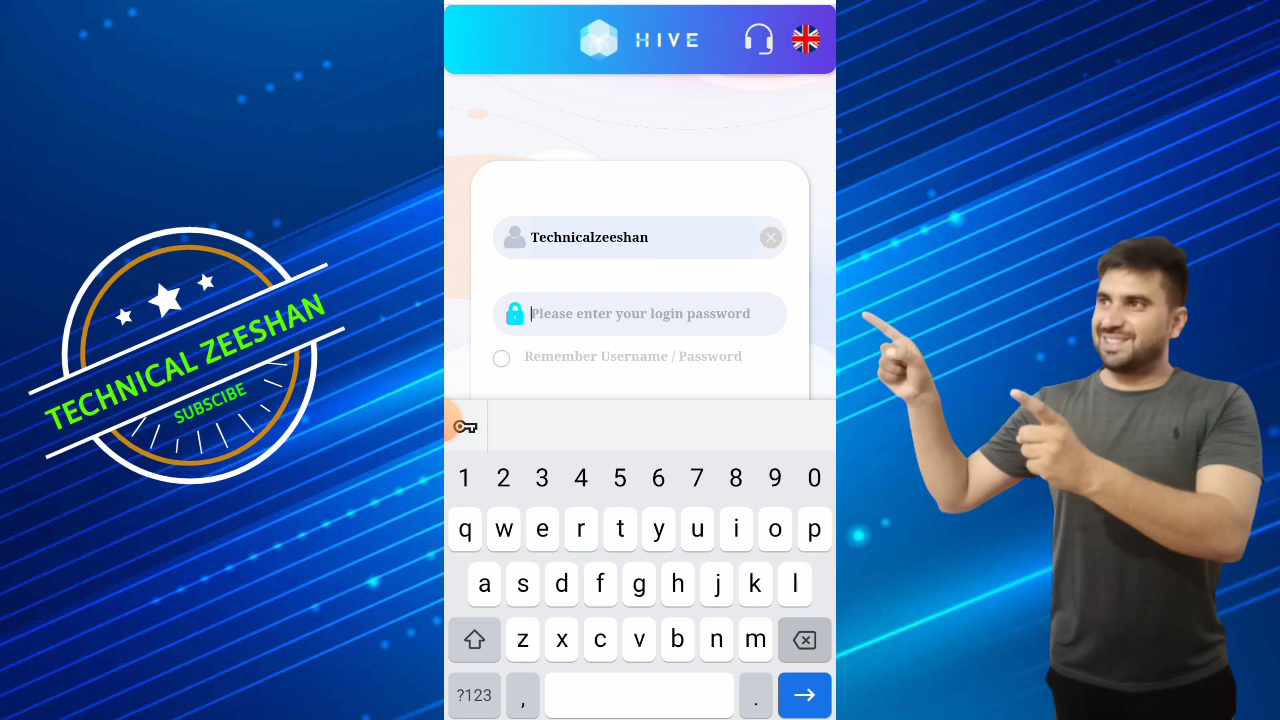 TECHNICAL ZEESHAN
SUBSCIBE
HIVE
Technicalzeeshan
Please enter your login password
Remember Username / Password
1 2 3 4 5 6 7 8 9 0
q w e r t y u i o p
a s d f g h j k l
z x c v b n m
?123 , .